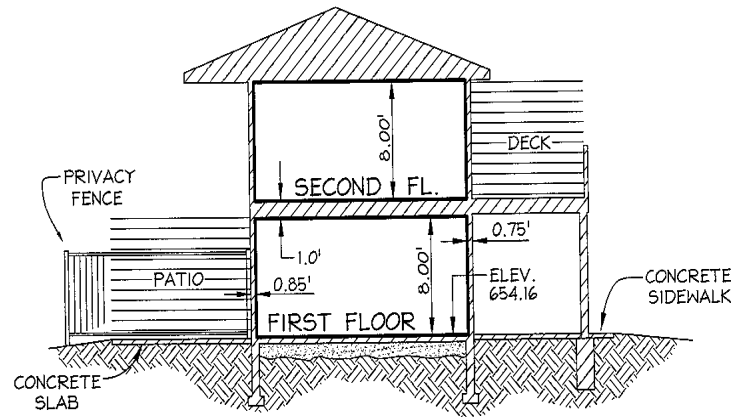 8.00'
DECK
SECOND FL.
PRIVACY
FENCE
1.0'
0.75'
PATIO
0.85'
8.00'
ELEV.
654.16
CONCRETE
SIDEWALK
FIRST FLOOR
CONCRETE
SLAB